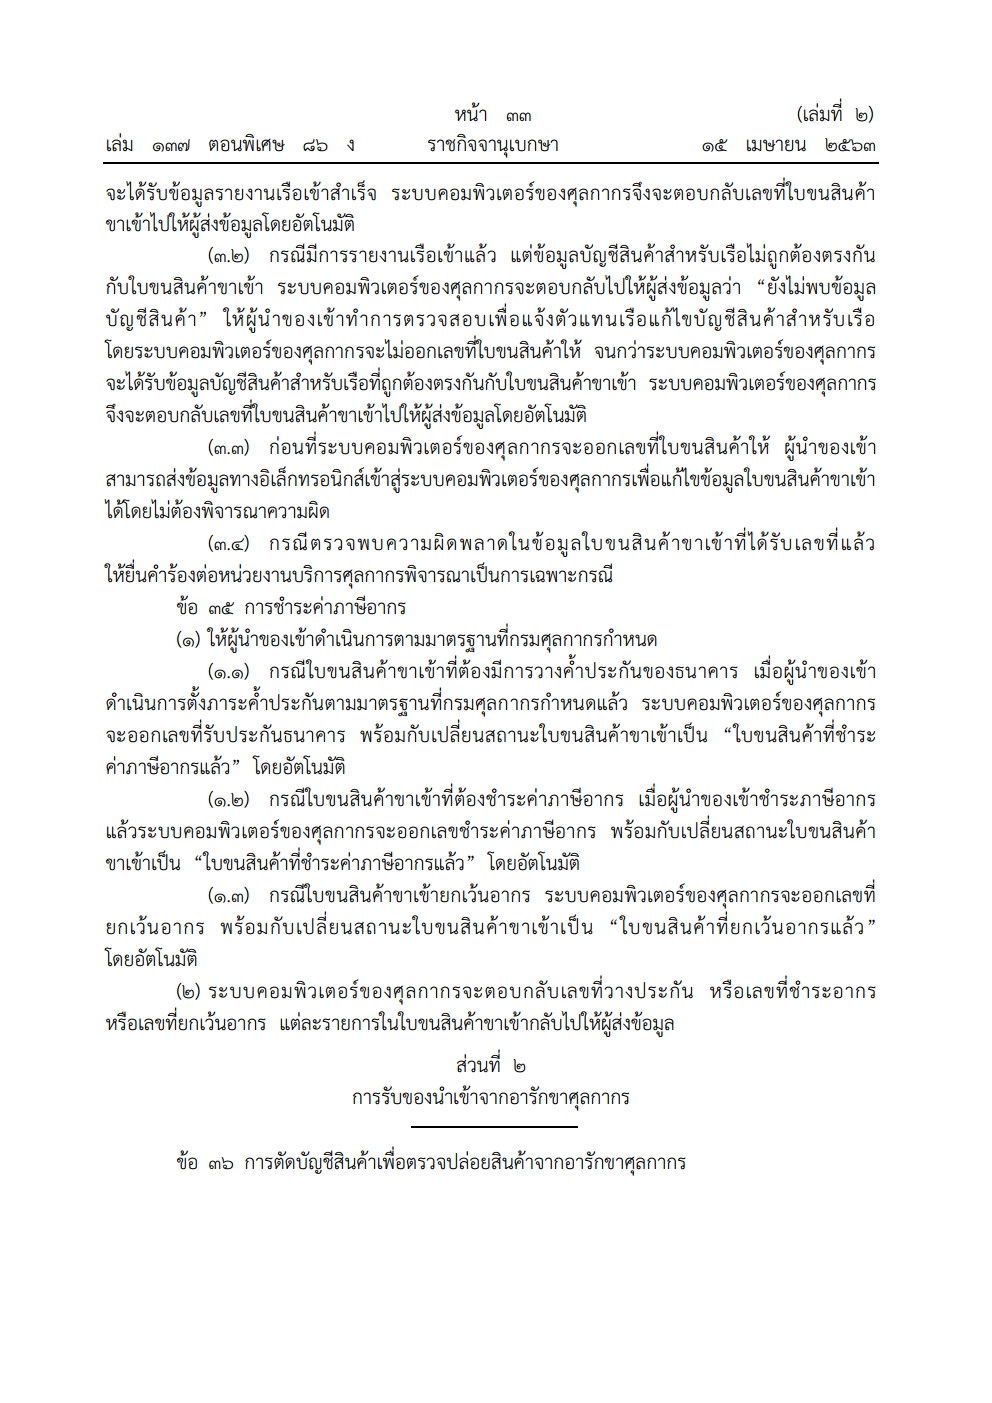 หน้า ๓๓
(เล่มที่ ๒)
เล่ม ๑๓๗ ตอนพิเศษ ๘๖ ง ราชกิจจานุเบกษา ๑๕ เมษายน ๒๕๖๓
จะได้รับข้อมูลรายงานเรือเข้าสำเร็จ ระบบคอมพิวเตอร์ของศุลกากรจึงจะตอบกลับเลขที่ใบขนสินค้า
ขาเข้าไปให้ผู้ส่งข้อมูลโดยอัตโนมัติ
(๓.๒) กรณีมีการรายงานเรือเข้าแล้ว แต่ข้อมูลบัญชีสินค้าสำหรับเรือไม่ถูกต้องตรงกัน
กับใบขนสินค้าขาเข้า ระบบคอมพิวเตอร์ของศุลกากรจะตอบกลับไปให้ผู้ส่งข้อมูลว่า “ยังไม่พบข้อมูล
บัญชีสินค้า” ให้ผู้นำของเข้าทำการตรวจสอบเพื่อแจ้งตัวแทนเรือแก้ไขบัญชีสินค้าสำหรับเรือ
โดยระบบคอมพิวเตอร์ของศุลกากรจะไม่ออกเลขที่ใบขนสินค้าให้ จนกว่าระบบคอมพิวเตอร์ของศุลกากร
จะได้รับข้อมูลบัญชีสินค้าสำหรับเรือที่ถูกต้องตรงกันกับใบขนสินค้าขาเข้า ระบบคอมพิวเตอร์ของศุลกากร
จึงจะตอบกลับเลขที่ใบขนสินค้าขาเข้าไปให้ผู้ส่งข้อมูลโดยอัตโนมัติ
(๓.๓) ก่อนที่ระบบคอมพิวเตอร์ของศุลกากรจะออกเลขที่ใบขนสินค้าให้ ผู้นำของเข้า
สามารถส่งข้อมูลทางอิเล็กทรอนิกส์เข้าสู่ระบบคอมพิวเตอร์ของศุลกากรเพื่อแก้ไขข้อมูลใบขนสินค้าขาเข้า
ได้โดยไม่ต้องพิจารณาความผิด
(๓.๔) กรณีตรวจพบความผิดพลาดในข้อมูลใบขนสินค้าขาเข้าที่ได้รับเลขที่แล้ว
ให้ยื่นคำร้องต่อหน่วยงานบริการศุลกากรพิจารณาเป็นการเฉพาะกรณี
ข้อ ๓๕ การชำระค่าภาษีอากร
(๑) ให้ผู้นำของเข้าดำเนินการตามมาตรฐานที่กรมศุลกากรกำหนด
(๑.๑) กรณีใบขนสินค้าขาเข้าที่ต้องมีการวางค้ำประกันของธนาคาร เมื่อผู้นำของเข้า
ดำเนินการตั้งภาระค้ำประกันตามมาตรฐานที่กรมศุลกากรกำหนดแล้ว ระบบคอมพิวเตอร์ของศุลกากร
จะออกเลขที่รับประกันธนาคาร พร้อมกับเปลี่ยนสถานะใบขนสินค้าขาเข้าเป็น “ใบขนสินค้าที่ชำระ
ค่าภาษีอากรแล้ว” โดยอัตโนมัติ
(๑.๒) กรณีใบขนสินค้าขาเข้าที่ต้องชำระค่าภาษีอากร เมื่อผู้นำของเข้าชำระภาษีอากร
แล้วระบบคอมพิวเตอร์ของศุลกากรจะออกเลขชำระค่าภาษีอากร พร้อมกับเปลี่ยนสถานะใบขนสินค้า
ขาเข้าเป็น “ใบขนสินค้าที่ชำระค่าภาษีอากรแล้ว” โดยอัตโนมัติ
(๑.๓) กรณีใบขนสินค้าขาเข้ายกเว้นอากร ระบบคอมพิวเตอร์ของศุลกากรจะออกเลขที่
ยกเว้นอากร พร้อมกับเปลี่ยนสถานะใบขนสินค้าขาเข้าเป็น “ใบขนสินค้าที่ยกเว้นอากรแล้ว”
โดยอัตโนมัติ
(๒) ระบบคอมพิวเตอร์ของศุลกากรจะตอบกลับเลขที่วางประกัน หรือเลขที่ชำระอากร
หรือเลขที่ยกเว้นอากร แต่ละรายการในใบขนสินค้าขาเข้ากลับไปให้ผู้ส่งข้อมูล
ส่วนที่ ๒
การรับของนำเข้าจากอารักขาศุลกากร
ข้อ ๓๖ การตัดบัญชีสินค้าเพื่อตรวจปล่อยสินค้าจากอารักขาศุลกากร